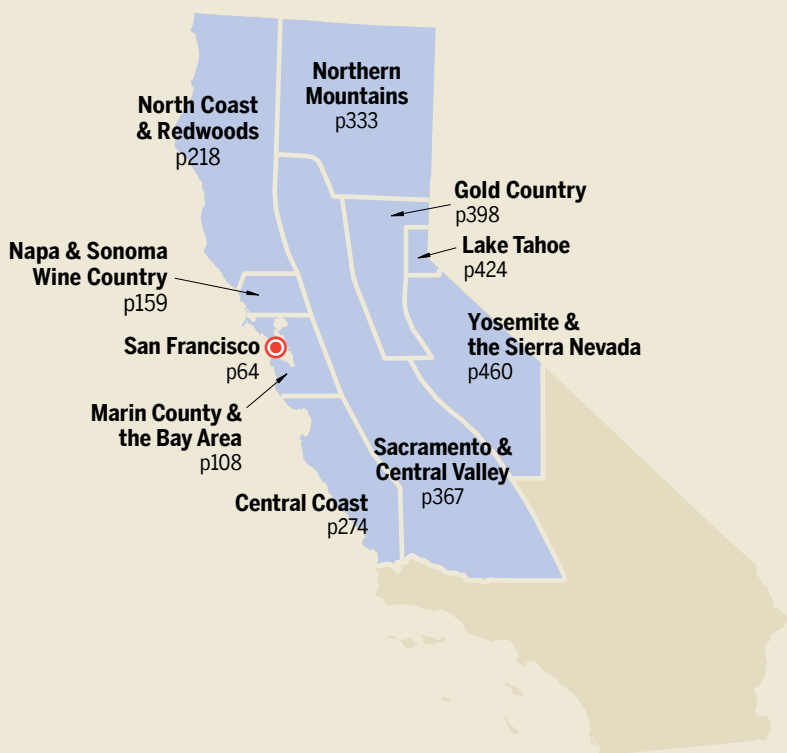 Northern
Mountains
p333
North Coast
& Redwoods
p218
Gold Country
p398
Lake Tahoe
p424
Napa & Sonoma
Wine Country
p159
Yosemite &
the Sierra Nevada
p460
San Francisco
p64
Marin County &
the Bay Area
p108
Sacramento &
Central Valley
p367
Central Coast
p274